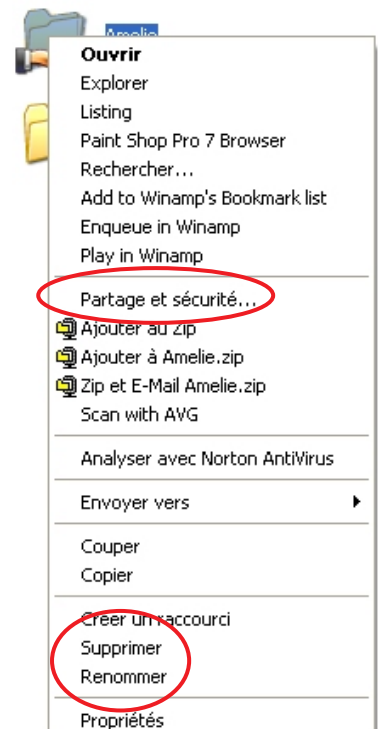 Amelie
Ouvrir
Explorer
Listing
Paint Shop Pro 7 Browser
Rechercher...
Add to Winamp's Bookmark list
Enqueue in Winamp
Play in Winamp
Partage et sécurité...
Ajouter au Zip
Ajouter à Amelie.zip
Zip et E-Mail Amelie.zip
Scan with AVG
Analyser avec Norton AntiVirus
Envoyer vers
Couper
Copier
Créer un raccourci
Supprimer
Renommer
Propriétés